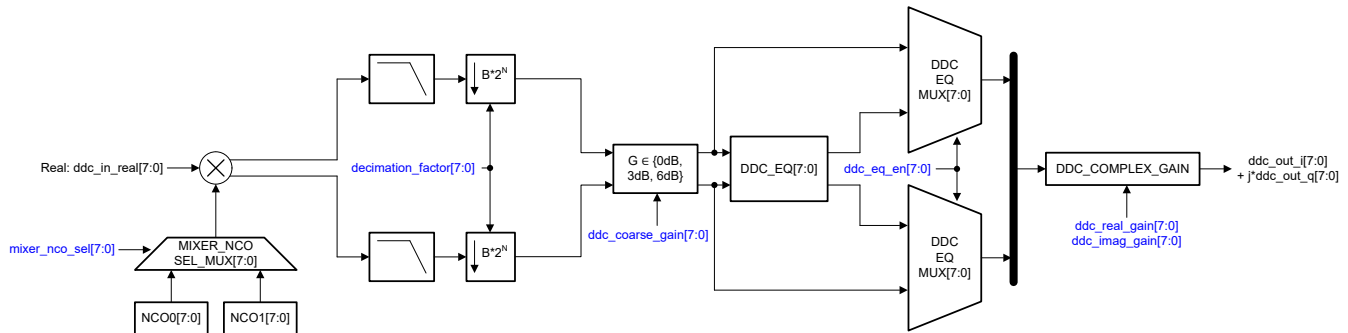 DDC
EQ
MUX[7:0]
B*2^N
Real: ddc_in_real[7:0]
decimation_factor[7:0]
G ∈ {0dB,
3dB, 6dB}
DDC_EQ[7:0]
ddc_eq_en[7:0]
DDC_COMPLEX_GAIN
ddc_out_i[7:0]
+ j*ddc_out_q[7:0]
mixer_nco_sel[7:0]
MIXER_NCO
SEL_MUX[7:0]
B*2^N
ddc_coarse_gain[7:0]
DDC
EQ
MUX[7:0]
ddc_real_gain[7:0]
ddc_imag_gain[7:0]
NCO0[7:0]
NCO1[7:0]